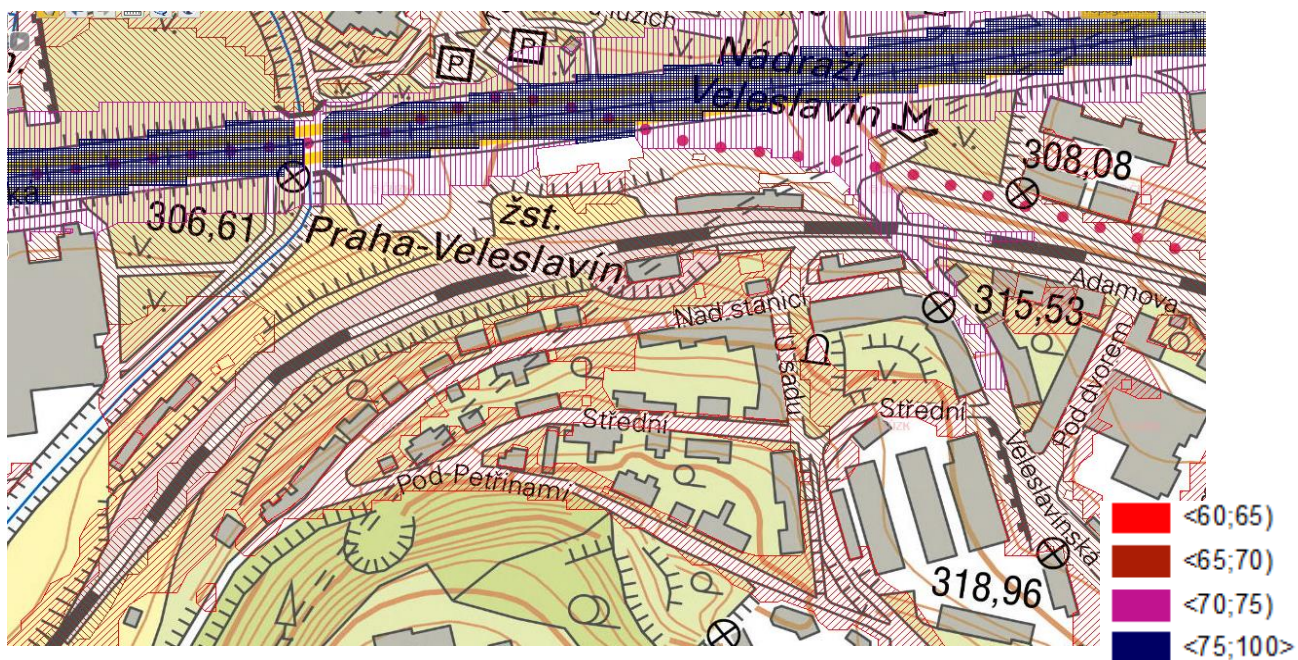 P
P
Nádraží
Veleslavín
M
308,08
306,61
žst.
Praha-Veleslavín
Adamova
315,53
Nad stanicí
U sadu
Pod dvorem
Střední
Střední
Veleslavínská
Pod Petřinami
318,96
<60;65)
<65;70)
<70;75)
<75;100>